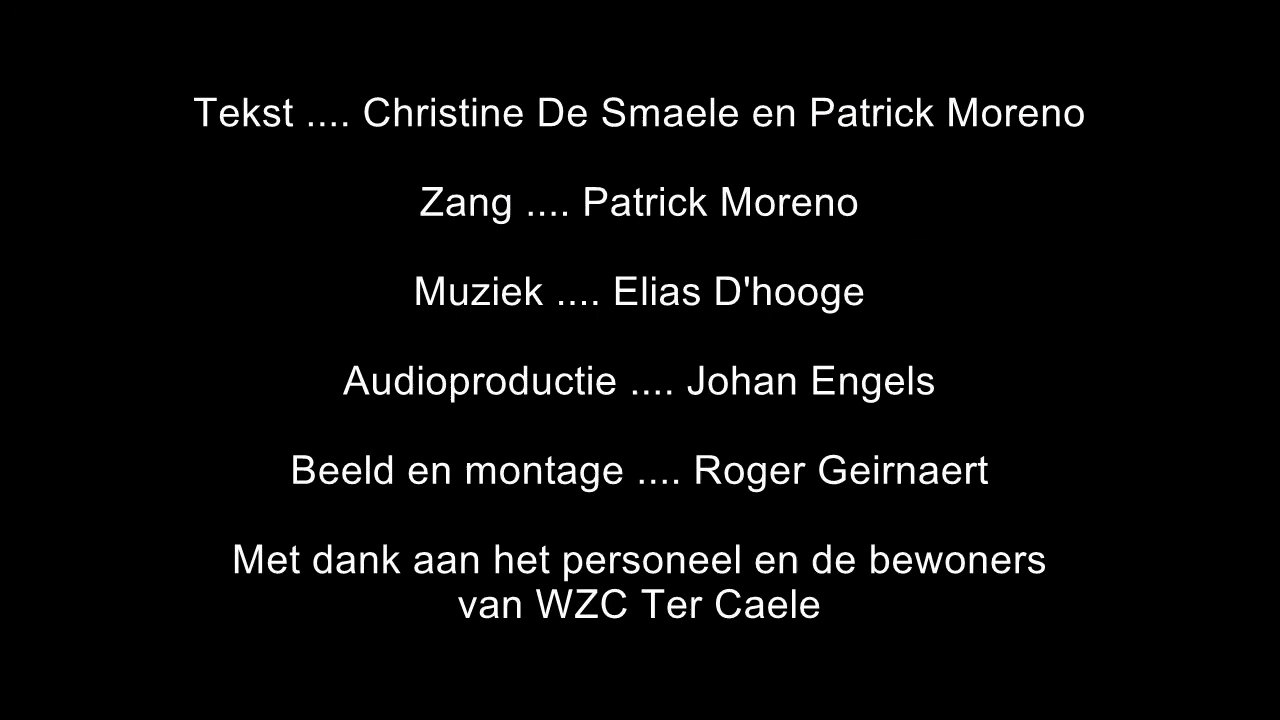 Tekst .... Christine De Smaele en Patrick Moreno
Zang .... Patrick Moreno
Muziek .... Elias D'hooge
Audioproductie .... Johan Engels
Beeld en montage .... Roger Geirnaert
Met dank aan het personeel en de bewoners
van WZC Ter Caele